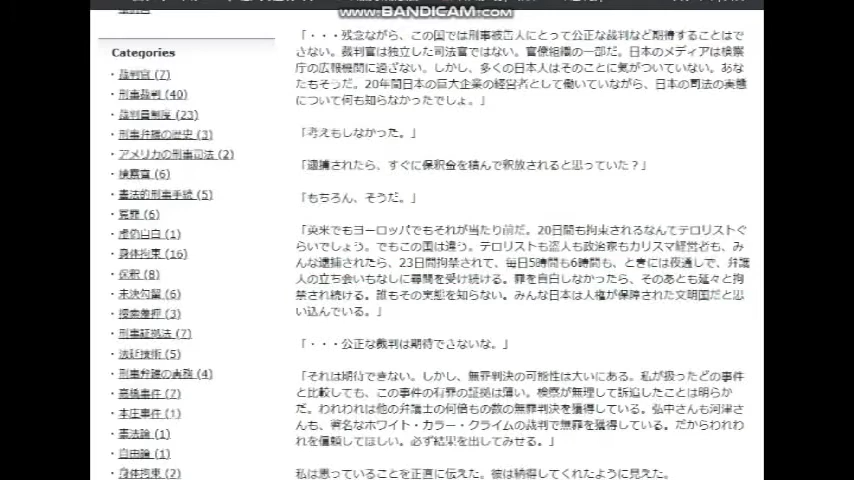 www.BANDICAM.com
Categories
・裁判官 (7)
・刑事裁判 (40)
・裁判員制度 (23)
・刑事弁護の歴史 (3)
・アメリカの刑事司法 (2)
・検察官 (6)
・憲法的刑事手続 (5)
・冤罪 (6)
・虚偽自白 (1)
・身体拘束 (16)
・保釈 (8)
・未決勾留 (6)
・捜索差押 (3)
・刑事証拠法 (7)
・法廷技術 (5)
・刑事弁護の実務 (4)
・高橋事件 (7)
・本庄事件 (1)
・憲法論 (1)
・自由論 (1)
・身体拘束 (2)
「・・・残念ながら、この国では刑事被告人にとって公正な裁判など期待することはで
きない。裁判官は独立した司法官ではない。官僚組織の一部だ。日本のメディアは検察
庁の広報機関に過ぎない。しかし、多くの日本人はそのことに気がついていない。あな
たもそうだ。20年間日本の巨大企業の経営者として働いていながら、日本の司法の実態
について何も知らなかったでしょ。」
「考えもしなかった。」
「逮捕されたら、すぐに保釈金を積んで釈放されると思っていた？」
「もちろん、そうだ。」
「英米でもヨーロッパでもそれが当たり前だ。20日間も拘束されるなんてテロリストぐ
らいでしょう。でもこの国は違う。テロリストも盗人も政治家もカリスマ経営者も、み
んな逮捕されたら、23日間拘禁されて、毎日5時間も6時間も、ときには夜通しで、弁護
人の立ち会いもなしに尋問を受け続ける。罪を自白しなかったら、そのあとも延々と拘
禁され続ける。誰もその実態を知らない。みんな日本は人権が保障された文明国だと思
い込んでいる。」
「・・・公正な裁判は期待できないな。」
「それは期待できない。しかし、無罪判決の可能性は大いにある。私が扱ったどの事件
と比較しても、この事件の有罪の証拠は薄い。検察が無理して訴追したことは明らか
だ。われわれは他の弁護士の何倍もの数の無罪判決を獲得している。弘中さんも河津さ
んも、著名なホワイト・カラー・クライムの裁判で無罪を獲得している。だからわれわ
れを信頼してほしい。必ず結果を出してみせる。」
私は思っていることを正直に伝えた。彼は納得してくれたように見えた。